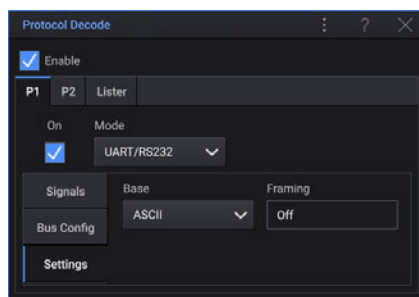 Protocol Decode ?
Enable
P1 P2 Lister
On Mode
UART/RS232
Signals Base Framing
ASCII Off
Bus Config
Settings